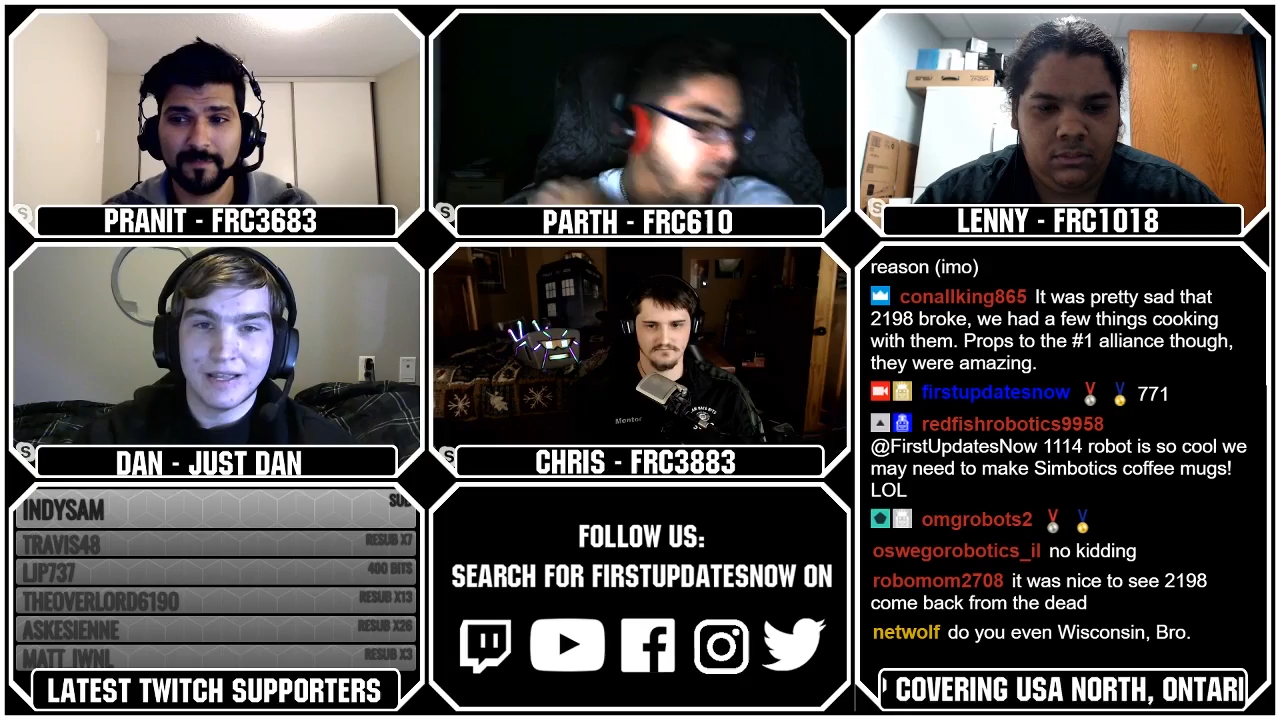 PRANIT - FRC3683
PARTH - FRC610
LENNY - FRC1018
DAN - JUST DAN
Mentor
CHRIS - FRC3883
reason (imo)
conallking865 It was pretty sad that
2198 broke, we had a few things cooking
with them. Props to the #1 alliance though,
they were amazing.
firstupdatesnow 771
redfishrobotics9958
@FirstUpdatesNow 1114 robot is so cool we
may need to make Simbotics coffee mugs!
LOL
omgrobots2
oswegorobotics_il no kidding
robomom2708 it was nice to see 2198
come back from the dead
netwolf do you even Wisconsin, Bro.
COVERING USA NORTH, ONTARI
INDYSAM SUB
TRAVIS48 RESUB X7
LJP737 400 BITS
THEOVERLORD6190 RESUB X13
ASKESIENNE RESUB X26
MATT_IWNL RESUB X3
LATEST TWITCH SUPPORTERS
FOLLOW US:
SEARCH FOR FIRSTUPDATESNOW ON